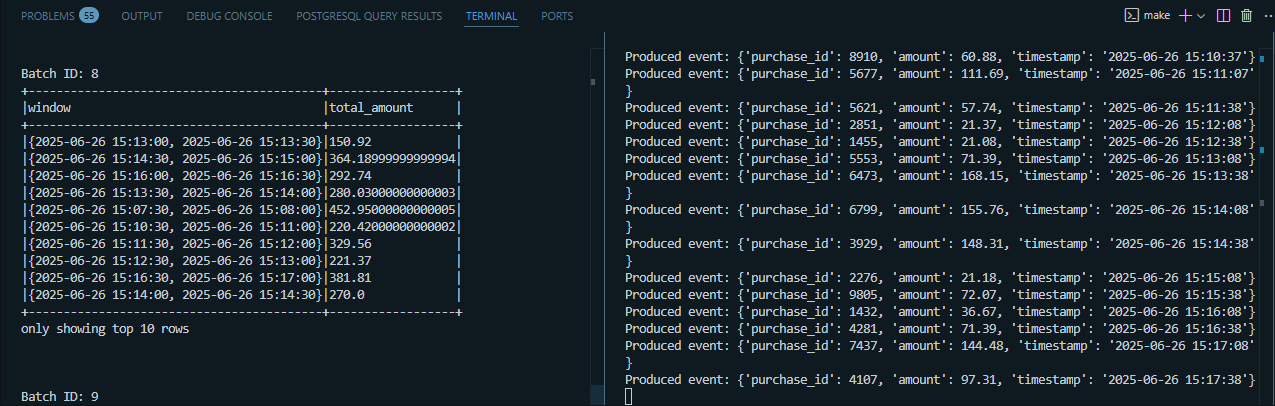 PROBLEMS 55 OUTPUT DEBUG CONSOLE POSTGRESQL QUERY RESULTS TERMINAL PORTS make
Batch ID: 8
+------------------------------------------+------------------+
|window |total_amount |
+------------------------------------------+------------------+
|{2025-06-26 15:13:00, 2025-06-26 15:13:30}|150.92 |
|{2025-06-26 15:14:30, 2025-06-26 15:15:00}|364.18999999999994|
|{2025-06-26 15:16:00, 2025-06-26 15:16:30}|292.74 |
|{2025-06-26 15:13:30, 2025-06-26 15:14:00}|280.03000000000003|
|{2025-06-26 15:07:30, 2025-06-26 15:08:00}|452.95000000000005|
|{2025-06-26 15:10:30, 2025-06-26 15:11:00}|220.42000000000002|
|{2025-06-26 15:11:30, 2025-06-26 15:12:00}|329.56 |
|{2025-06-26 15:12:30, 2025-06-26 15:13:00}|221.37 |
|{2025-06-26 15:16:30, 2025-06-26 15:17:00}|381.81 |
|{2025-06-26 15:14:00, 2025-06-26 15:14:30}|270.0 |
+------------------------------------------+------------------+
only showing top 10 rows
Batch ID: 9
Produced event: {'purchase_id': 8910, 'amount': 60.88, 'timestamp': '2025-06-26 15:10:37'}
Produced event: {'purchase_id': 5677, 'amount': 111.69, 'timestamp': '2025-06-26 15:11:07'
}
Produced event: {'purchase_id': 5621, 'amount': 57.74, 'timestamp': '2025-06-26 15:11:38'}
Produced event: {'purchase_id': 2851, 'amount': 21.37, 'timestamp': '2025-06-26 15:12:08'}
Produced event: {'purchase_id': 1455, 'amount': 21.08, 'timestamp': '2025-06-26 15:12:38'}
Produced event: {'purchase_id': 5553, 'amount': 71.39, 'timestamp': '2025-06-26 15:13:08'}
Produced event: {'purchase_id': 6473, 'amount': 168.15, 'timestamp': '2025-06-26 15:13:38'
}
Produced event: {'purchase_id': 6799, 'amount': 155.76, 'timestamp': '2025-06-26 15:14:08'
}
Produced event: {'purchase_id': 3929, 'amount': 148.31, 'timestamp': '2025-06-26 15:14:38'
}
Produced event: {'purchase_id': 2276, 'amount': 21.18, 'timestamp': '2025-06-26 15:15:08'}
Produced event: {'purchase_id': 9805, 'amount': 72.07, 'timestamp': '2025-06-26 15:15:38'}
Produced event: {'purchase_id': 1432, 'amount': 36.67, 'timestamp': '2025-06-26 15:16:08'}
Produced event: {'purchase_id': 4281, 'amount': 71.39, 'timestamp': '2025-06-26 15:16:38'}
Produced event: {'purchase_id': 7437, 'amount': 144.48, 'timestamp': '2025-06-26 15:17:08'
}
Produced event: {'purchase_id': 4107, 'amount': 97.31, 'timestamp': '2025-06-26 15:17:38'}